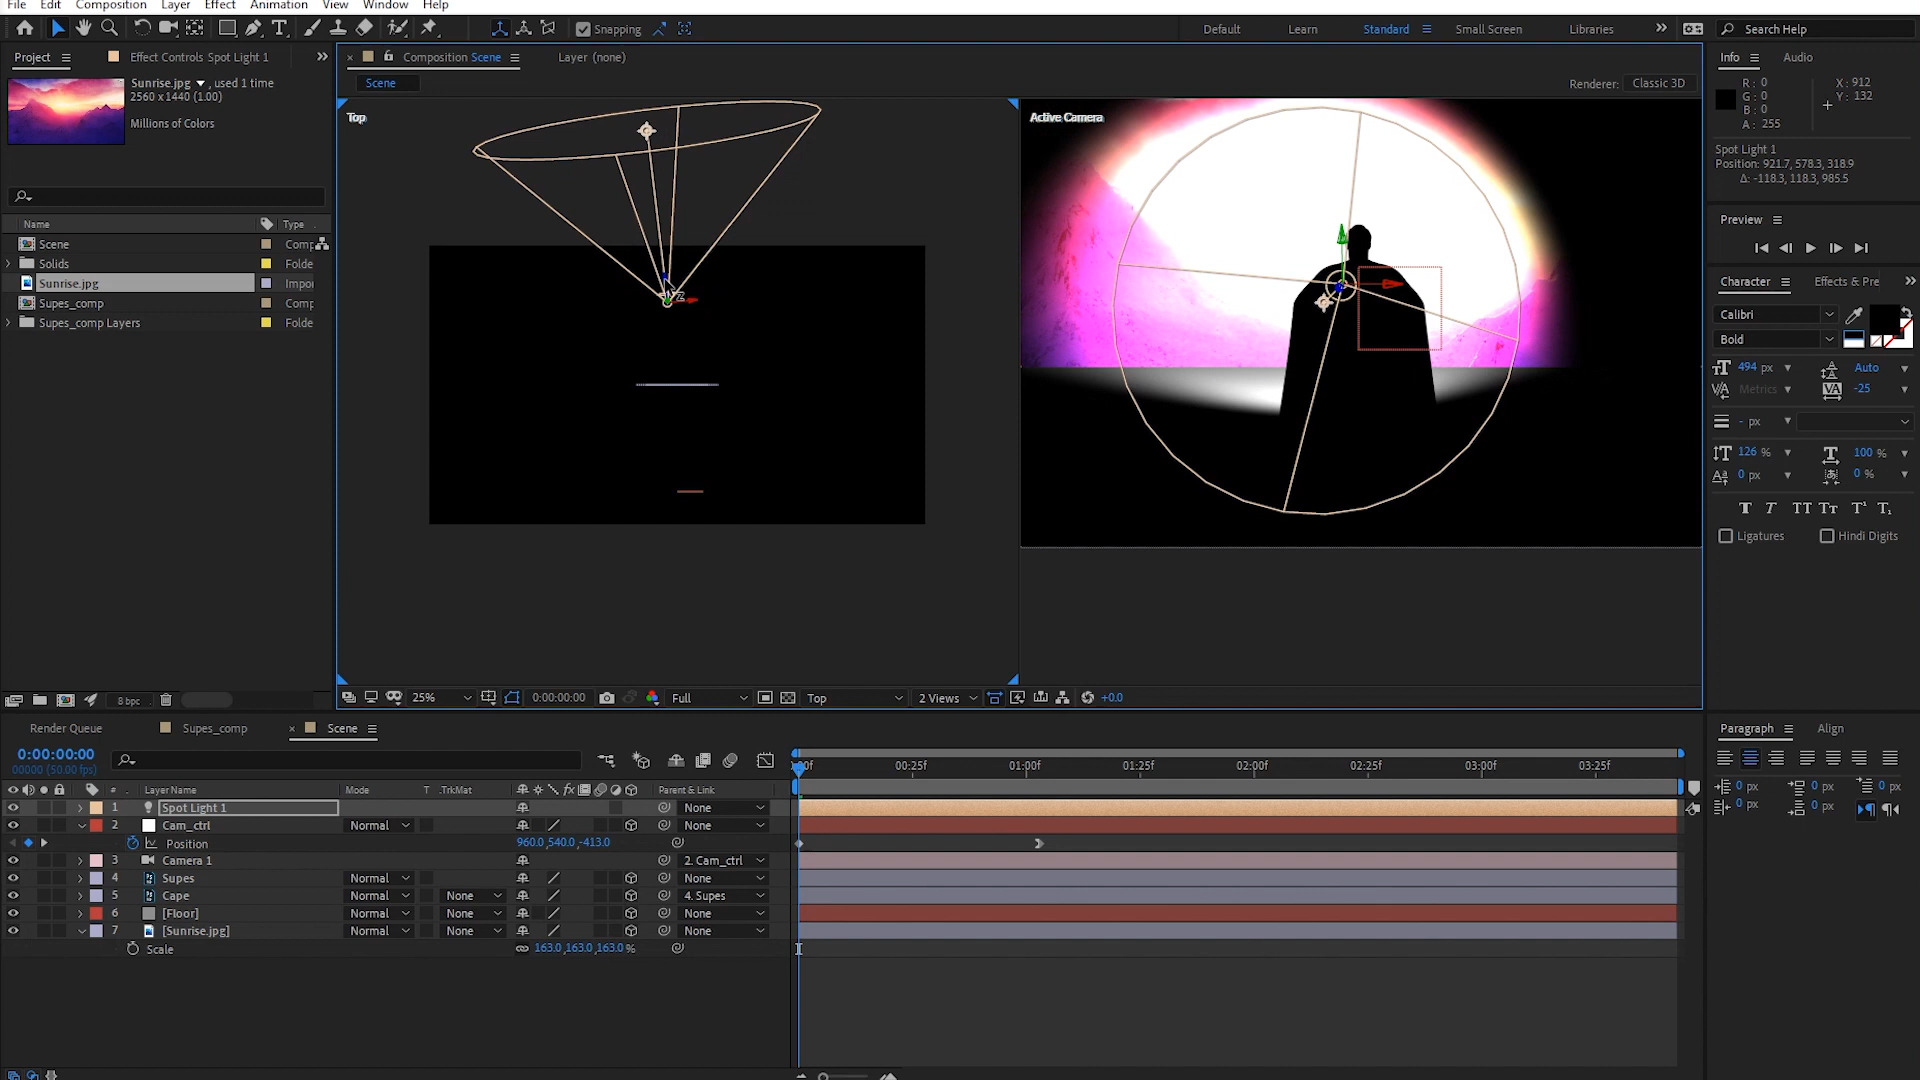 File Edit Composition Layer Effect Animation View Window Help
Snapping
Default Learn Standard Small Screen Libraries
Search Help
Project Effect Controls Spot Light 1
Sunrise.jpg , used 1 time
2560 x 1440 (1.00)
Millions of Colors
Name Type
Scene Comp
Solids Folde
Sunrise.jpg Impor
Supes_comp Comp
Supes_comp Layers Folde
8 bpc
Composition Scene Layer (none)
Scene
Renderer: Classic 3D
Top
Active Camera
25% 0:00:00:00 Full Top 2 Views +0.0
Info Audio
R: 0 X: 912
G: 0 Y: 132
B: 0
A: 255
Spot Light 1
Position: 921.7, 578.3, 318.9
Δ: -118.3, 118.3, 985.5
Preview
Character Effects & Pre
Calibri
Bold
494 px Auto
Metrics -25
- px
126 % 100 %
0 px 0 %
Ligatures Hindi Digits
Paragraph Align
0 px 0 px 0 px
0 px 0 px
Render Queue Supes_comp Scene
0:00:00:00
00000 (50.00 fps)
# Layer Name Mode T .TrkMat Parent & Link
1 Spot Light 1 None
2 Cam_ctrl Normal None
Position 960.0,540.0,-413.0
3 Camera 1 2. Cam_ctrl
4 Supes Normal None
5 Cape Normal None 4. Supes
6 [Floor] Normal None None
7 [Sunrise.jpg] Normal None None
Scale 163.0,163.0,163.0%
00:25f 01:00f 01:25f 02:00f 02:25f 03:00f 03:25f